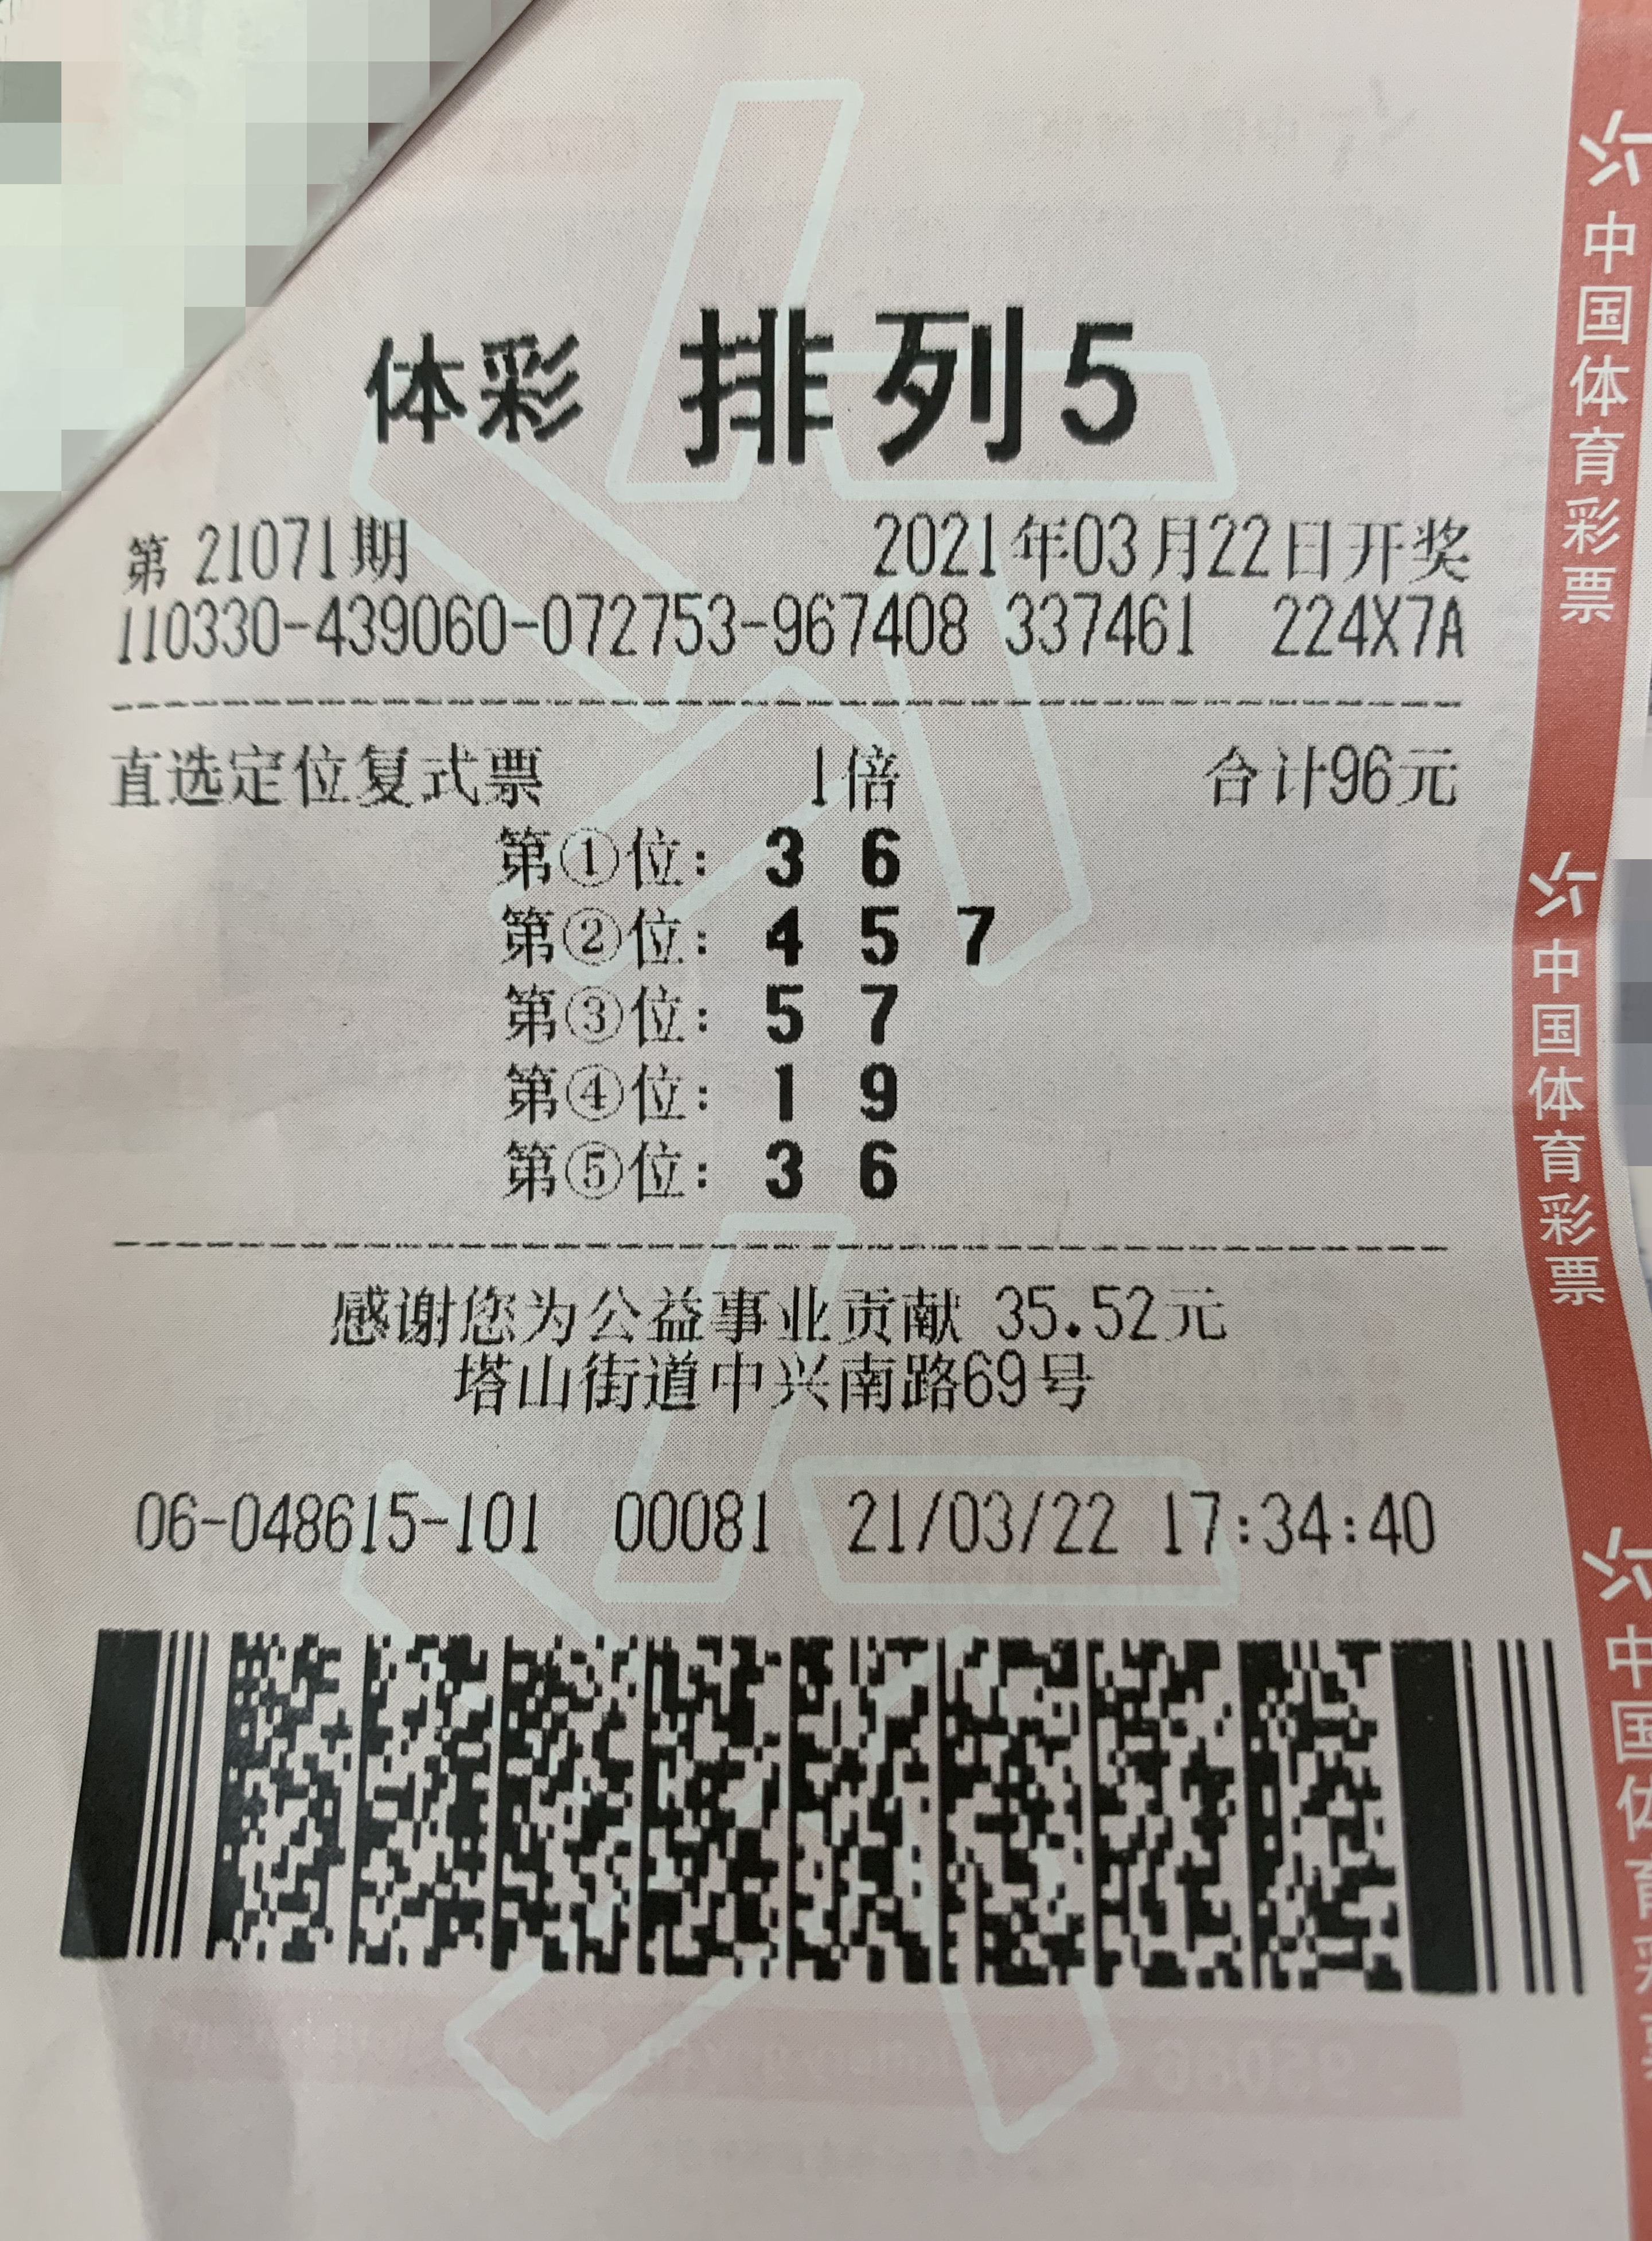 体彩 排列5
第 21071期 2021年03月22日开奖
110330-439060-072753-967408 337461 224X7A
直选定位复式票 1倍 合计96元
第①位: 3 6
第②位: 4 5 7
第③位: 5 7
第④位: 1 9
第⑤位: 3 6
感谢您为公益事业贡献 35.52元
塔山街道中兴南路69号
06-048615-101 00081 21/03/22 17:34:40
中国体育彩票
中国体育彩票
中国体育彩